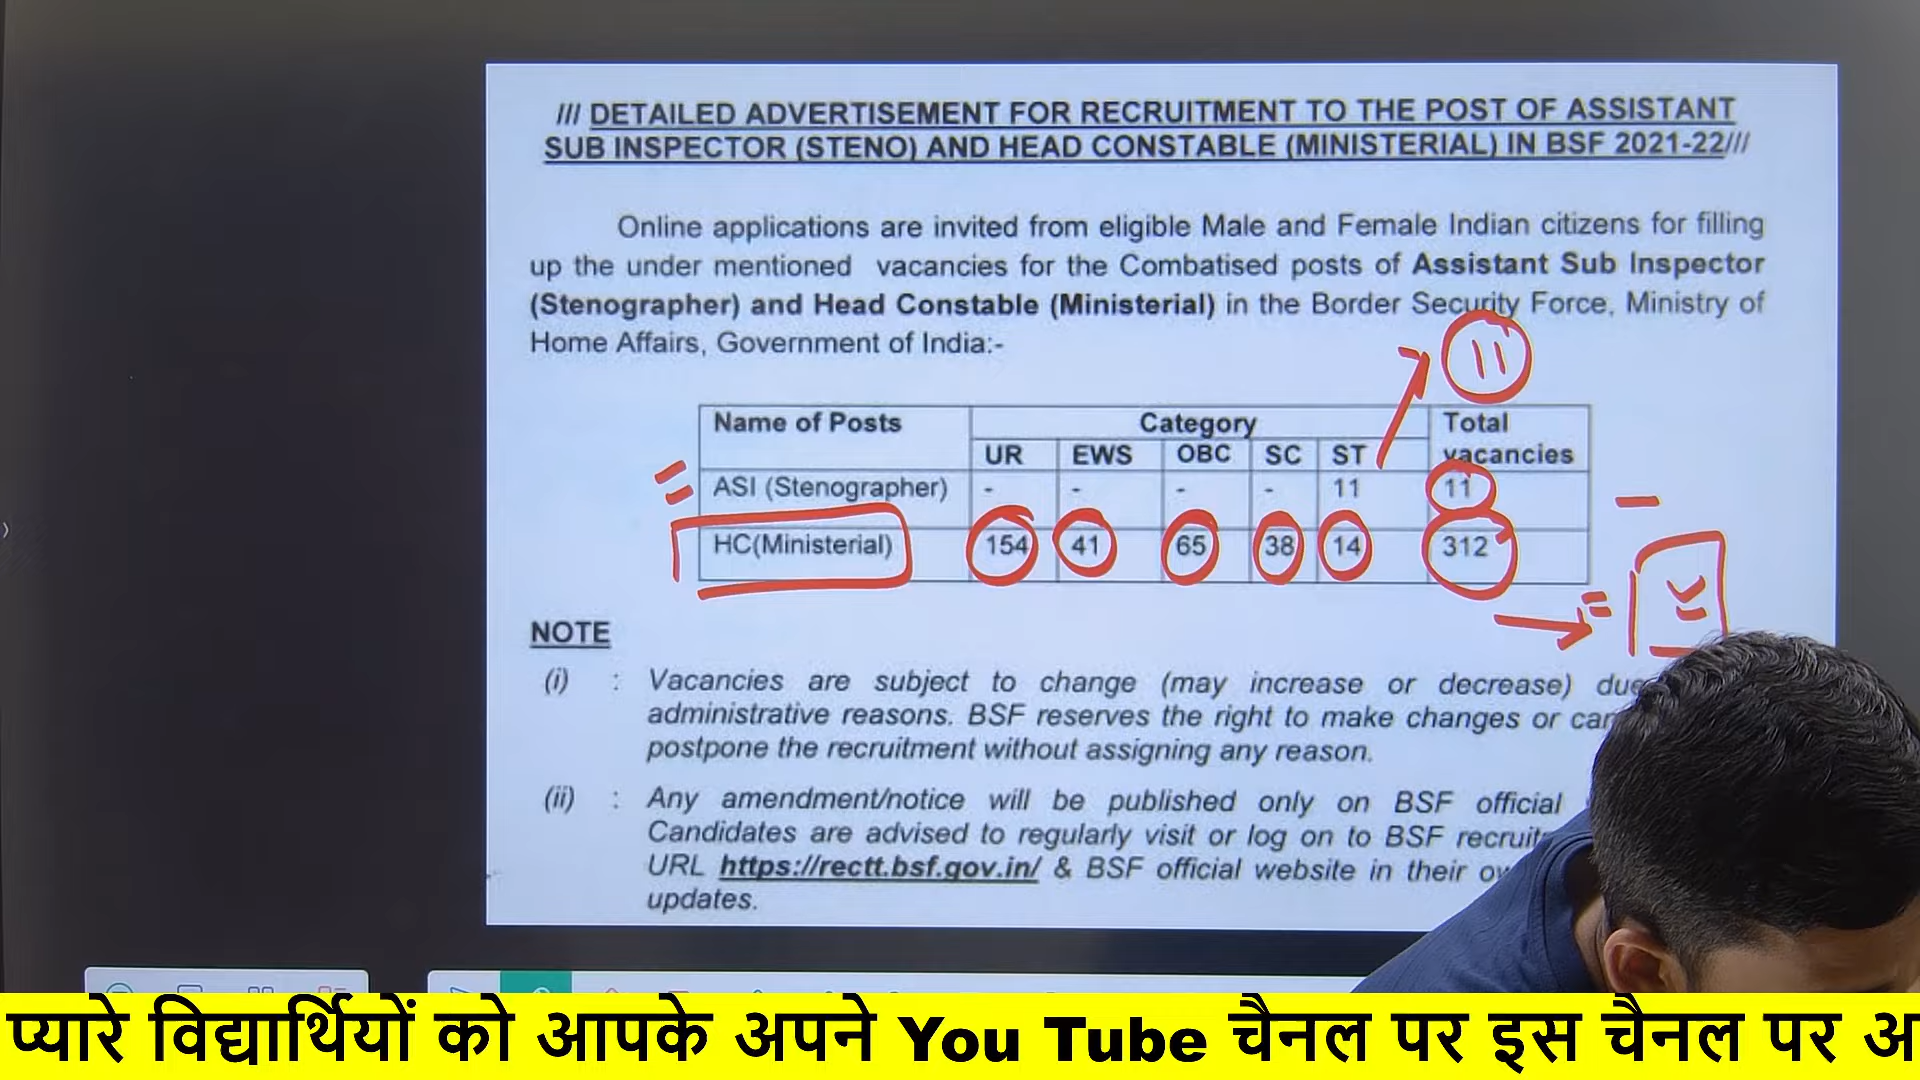 /// DETAILED ADVERTISEMENT FOR RECRUITMENT TO THE POST OF ASSISTANT
SUB INSPECTOR (STENO) AND HEAD CONSTABLE (MINISTERIAL) IN BSF 2021-22///
Online applications are invited from eligible Male and Female Indian citizens for filling
up the under mentioned vacancies for the Combatised posts of Assistant Sub Inspector
(Stenographer) and Head Constable (Ministerial) in the Border Security Force, Ministry of
Home Affairs, Government of India:-
11
Name of Posts Category Total vacancies
UR EWS OBC SC ST
ASI (Stenographer) - - - - 11 11
HC(Ministerial) 154 41 65 38 14 312
NOTE
(i) : Vacancies are subject to change (may increase or decrease)
administrative reasons. BSF reserves the right to make changes or
postpone the recruitment without assigning any reason.
(ii) : Any amendment/notice will be published only on BSF official
Candidates are advised to regularly visit or log on to BSF
URL https://rectt.bsf.gov.in/ & BSF official website in their
updates.
प्यारे विद्यार्थियों को आपके अपने You Tube चैनल पर इस चैनल पर अ